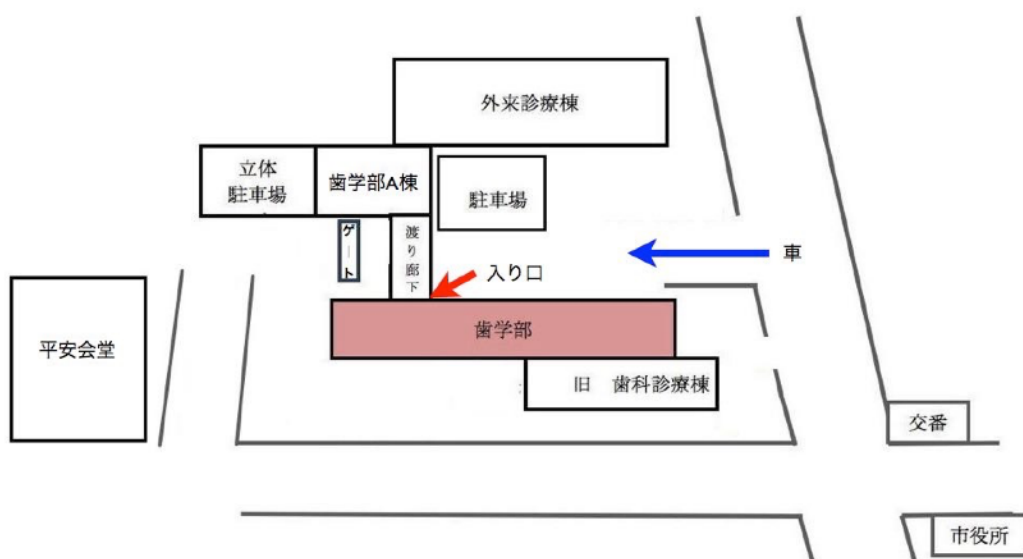 外来診療棟
立体
駐車場
歯学部A棟
駐車場
ゲート
渡り廊下
車
入り口
歯学部
平安会堂
旧 歯科診療棟
交番
市役所